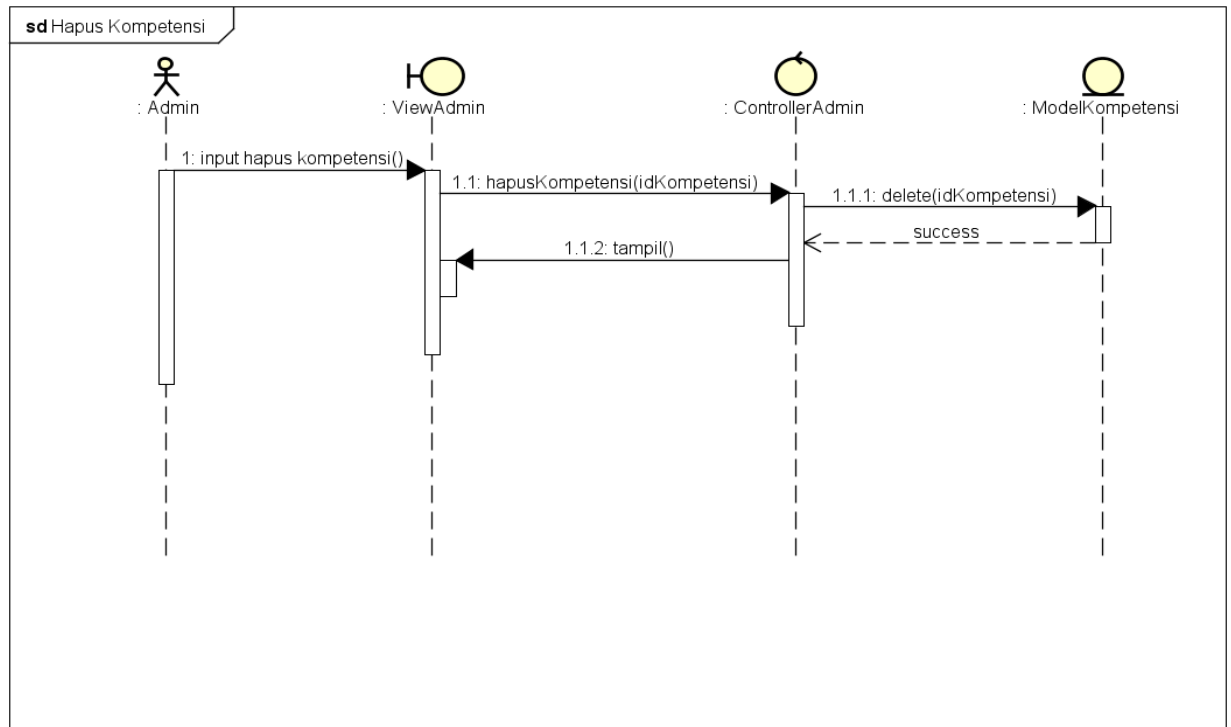 sd Hapus Kompetensi
: Admin
: ViewAdmin
: ControllerAdmin
: ModelKompetensi
1: input hapus kompetensi()
1.1: hapusKompetensi(idKompetensi)
1.1.1: delete(idKompetensi)
success
1.1.2: tampil()